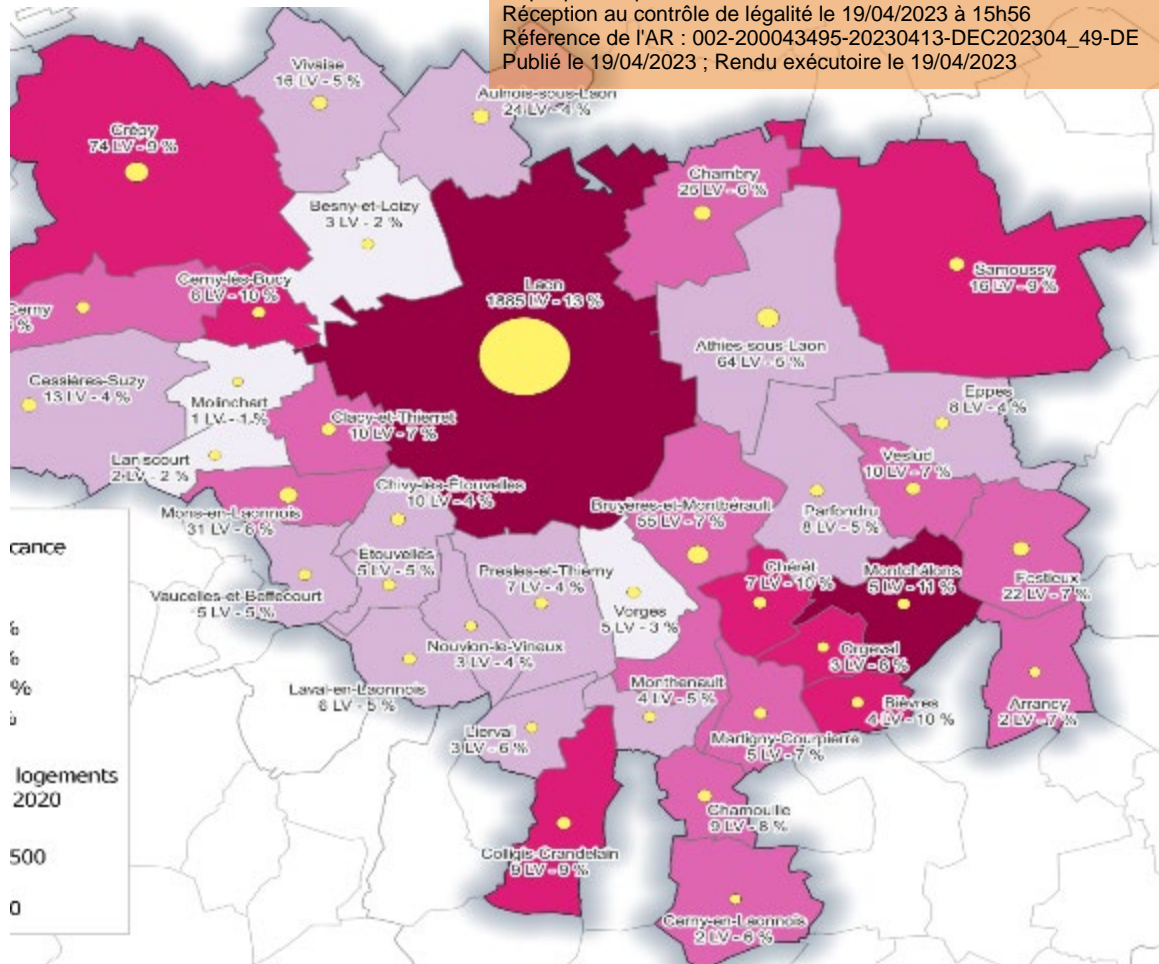 Réception au contrôle de légalité le 19/04/2023 à 15h56
Réference de l'AR : 002-200043495-20230413-DEC202304_49-DE
Publié le 19/04/2023 ; Rendu exécutoire le 19/04/2023
Vivaise
16 LV - 5 %
Aulnois-sous-Laon
24 LV - 4 %
Crépy
74 LV - 9 %
Chambry
25 LV - 6 %
Besny-et-Loizy
3 LV - 2 %
Samoussy
16 LV - 9 %
Cerny-lès-Bucy
6 LV - 10 %
Laon
1885 LV - 13 %
Cerny
%
Athies-sous-Laon
64 LV - 6 %
Cessières-Suzy
13 LV - 4 %
Molinchart
1 LV - 1 %
Eppes
8 LV - 4 %
Clacy-et-Thierret
10 LV - 7 %
Laniscourt
2 LV - 2 %
Veslud
10 LV - 7 %
Chivy-lès-Étouvelles
10 LV - 4 %
Bruyères-et-Montbérault
55 LV - 7 %
Mons-en-Laonnois
31 LV - 6 %
Parfondru
8 LV - 5 %
cance
Étouvelles
5 LV - 5 %
Presles-et-Thierny
7 LV - 4 %
Chérêt
7 LV - 10 %
Montchâlons
5 LV - 11 %
Festieux
22 LV - 7 %
Vaucelles-et-Beffecourt
5 LV - 5 %
Vorges
5 LV - 3 %
%
%
%
%
Nouvion-le-Vineux
3 LV - 4 %
Orgeval
Laval-en-Laonnois
6 LV - 5 %
Monthenault
4 LV - 5 %
Bièvres
4 LV - 10 %
Arrancy
2 LV - 7 %
Lierval
3 LV - 6 %
Martigny-Courpierre
5 LV - 7 %
logements
2020
Chamouille
9 LV - 8 %
500
Colligis-Crandelain
9 LV - 9 %
0
Cerny-en-Laonnois
2 LV - 6 %